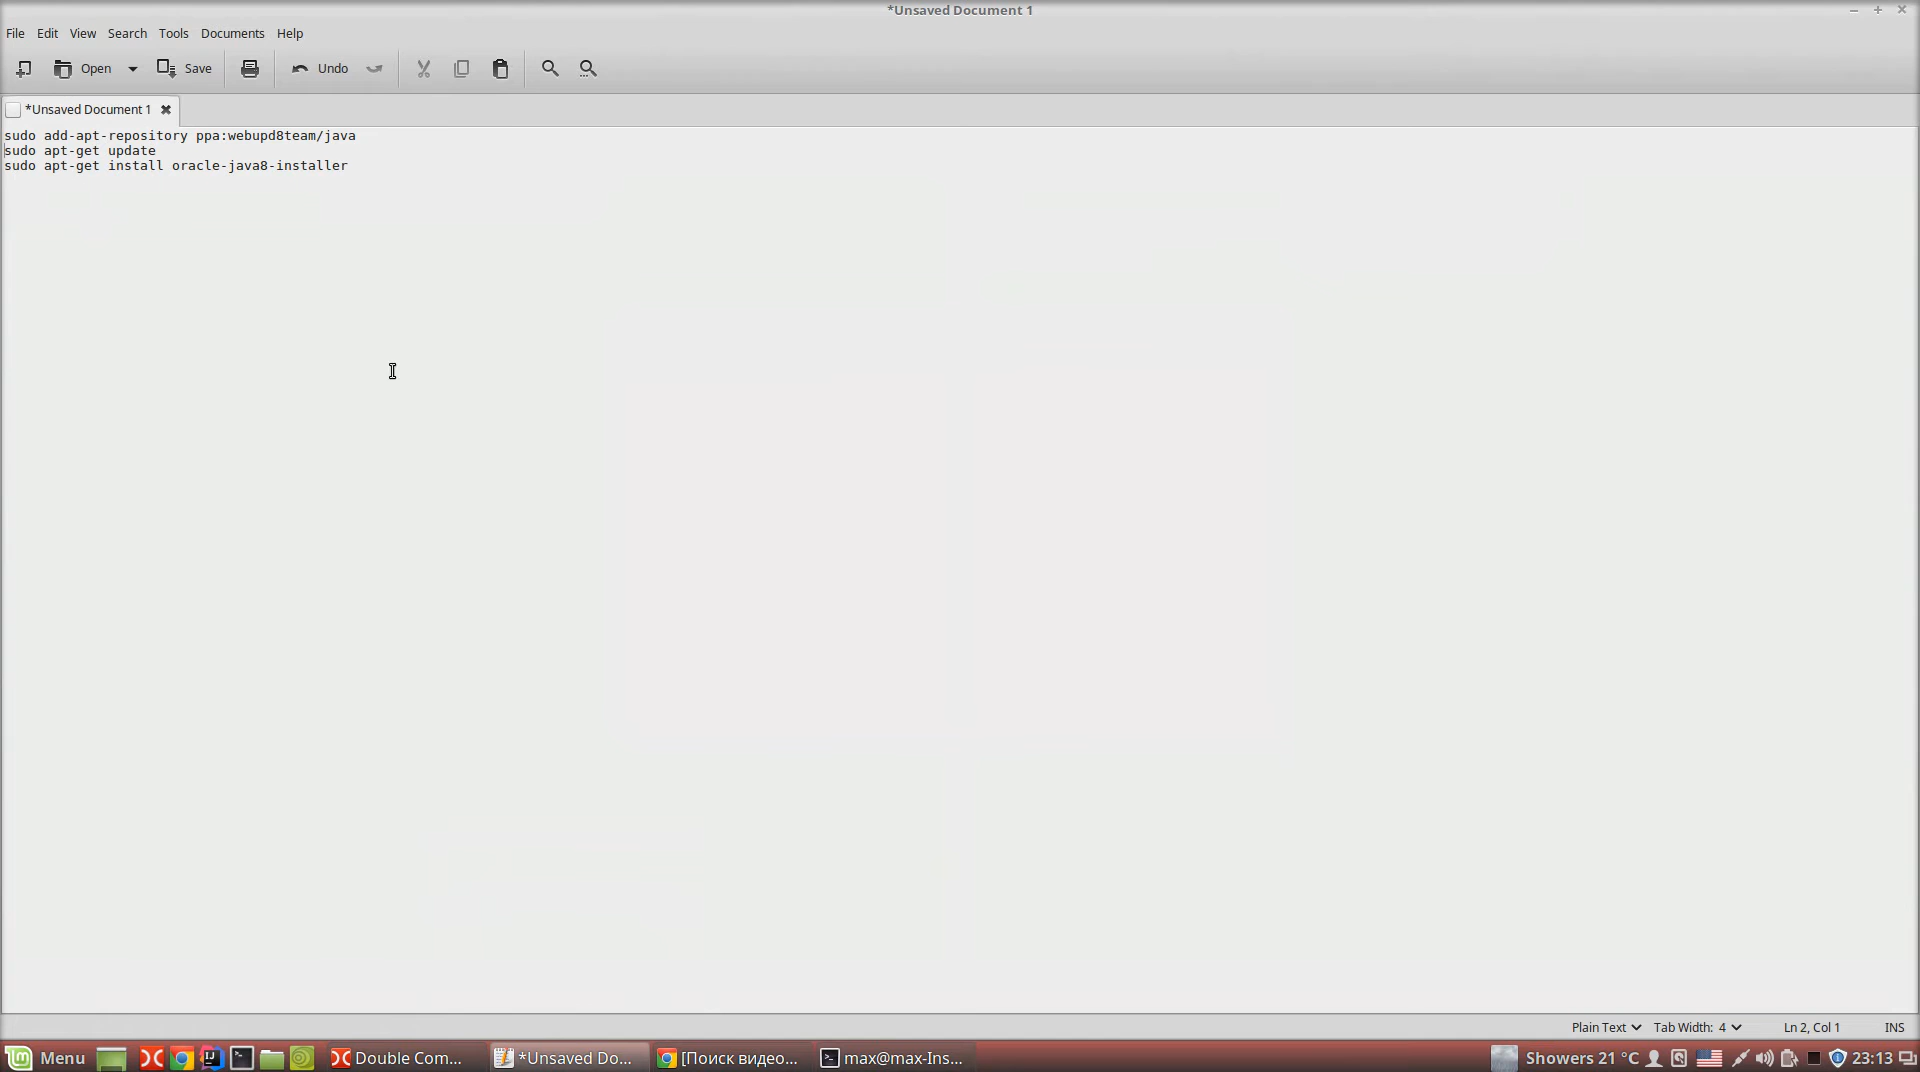 *Unsaved Document 1
File Edit View Search Tools Documents Help
Open Save Undo
*Unsaved Document 1
sudo add-apt-repository ppa:webupd8team/java
sudo apt-get update
sudo apt-get install oracle-java8-installer
Plain Text Tab Width: 4 Ln 2, Col 1 INS
Menu Double Com... *Unsaved Do... [Поиск видео... max@max-Ins... Showers 21 °C 23:13